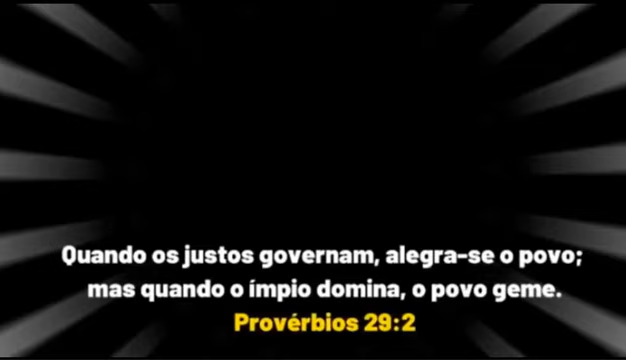 Quando os justos governam, alegra-se o povo;
mas quando o ímpio domina, o povo geme.
Provérbios 29:2